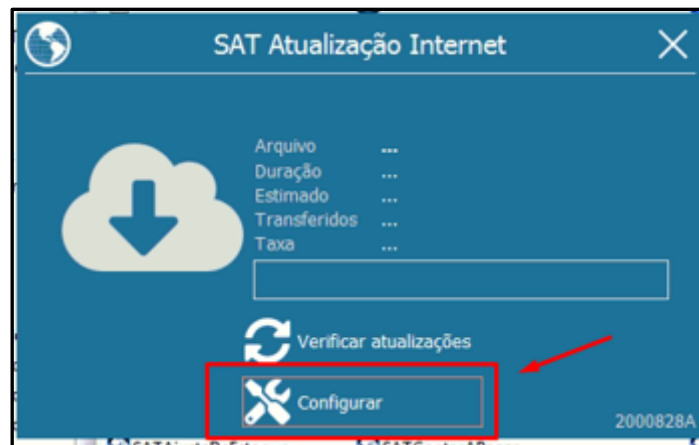 SAT Atualização Internet
Arquivo ...
Duração ...
Estimado ...
Transferidos ...
Taxa ...
Verificar atualizações
Configurar
2000828A